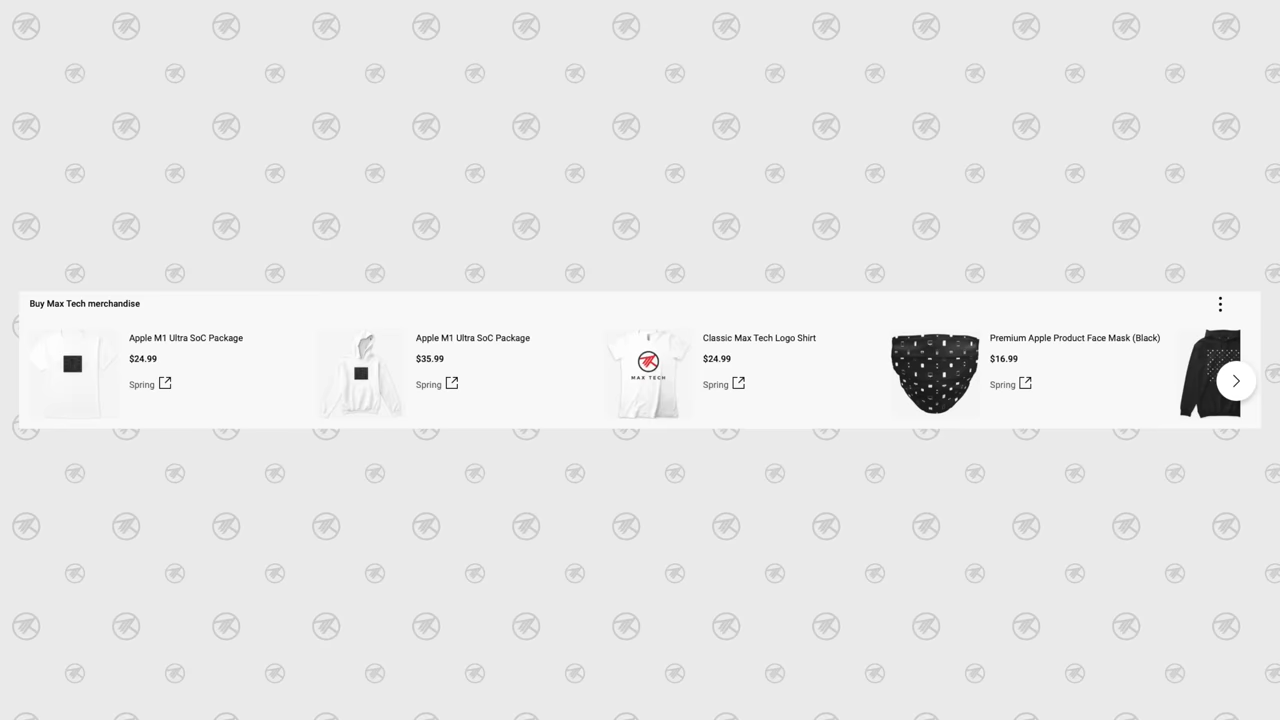 Buy Max Tech merchandise
Apple M1 Ultra SoC Package
$24.99
Spring
Apple M1 Ultra SoC Package
$35.99
Spring
MAX TECH
Classic Max Tech Logo Shirt
$24.99
Spring
Premium Apple Product Face Mask (Black)
$16.99
Spring